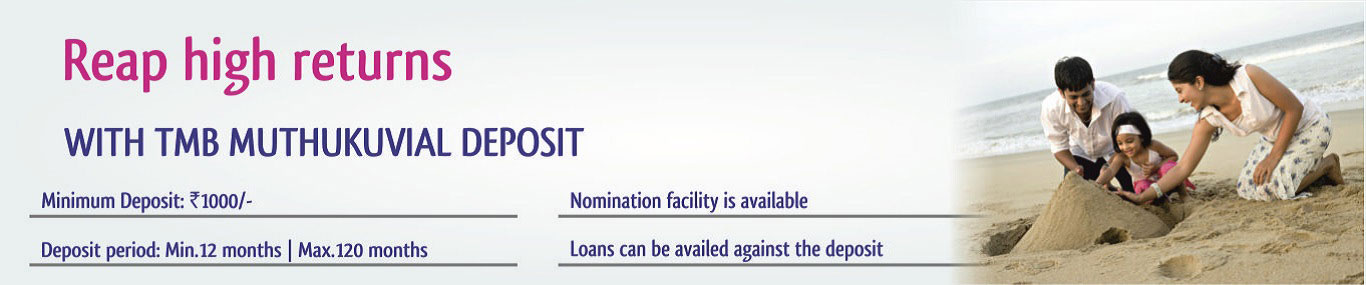 Reap high returns
WITH TMB MUTHUKUVIAL DEPOSIT
Minimum Deposit: ₹1000/-
Nomination facility is available
Deposit period: Min.12 months | Max.120 months
Loans can be availed against the deposit